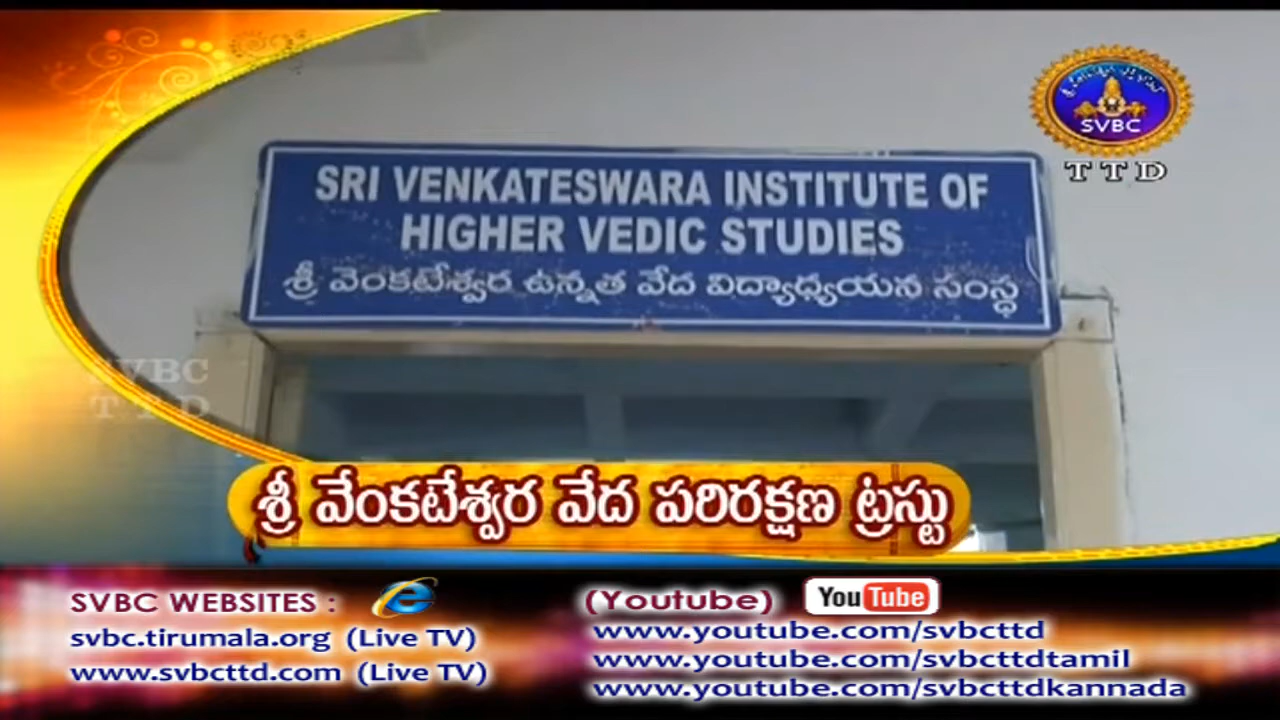 SVBC
T T D
SRI VENKATESWARA INSTITUTE OF
HIGHER VEDIC STUDIES
శ్రీ వేంకటేశ్వర ఉన్నత వేద విద్యాధ్యయన సంస్థ
SVBC
T T D
శ్రీ వేంకటేశ్వర వేద పరిరక్షణ ట్రస్టు
SVBC WEBSITES :
svbc.tirumala.org (Live TV)
www.svbcttd.com (Live TV)
(Youtube) YouTube
www.youtube.com/svbcttd
www.youtube.com/svbcttdtamil
www.youtube.com/svbcttdkannada